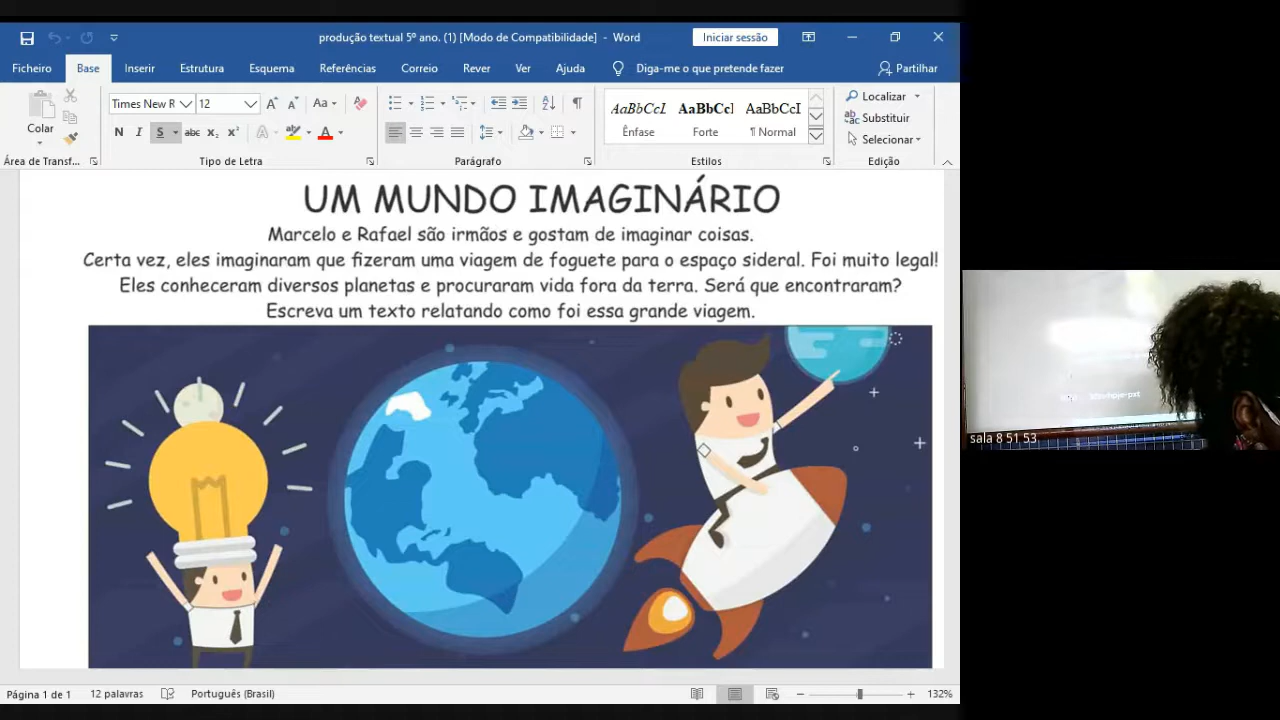 produção textual 5º ano. (1) [Modo de Compatibilidade] - Word
Iniciar sessão
Ficheiro Base Inserir Estrutura Esquema Referências Correio Rever Ver Ajuda Diga-me o que pretende fazer Partilhar
Times New R 12 Aa
AaBbCcL AaBbCcI AaBbCcI
Localizar
Substituir
Selecionar
Colar
N I S abc x₂ x² A A
Ênfase Forte ¶ Normal
Área de Transf... Tipo de Letra Parágrafo Estilos Edição
UM MUNDO IMAGINÁRIO
Marcelo e Rafael são irmãos e gostam de imaginar coisas.
Certa vez, eles imaginaram que fizeram uma viagem de foguete para o espaço sideral. Foi muito legal!
Eles conheceram diversos planetas e procuraram vida fora da terra. Será que encontraram?
Escreva um texto relatando como foi essa grande viagem.
sala 8 51 53
Página 1 de 1 12 palavras Português (Brasil) 132%